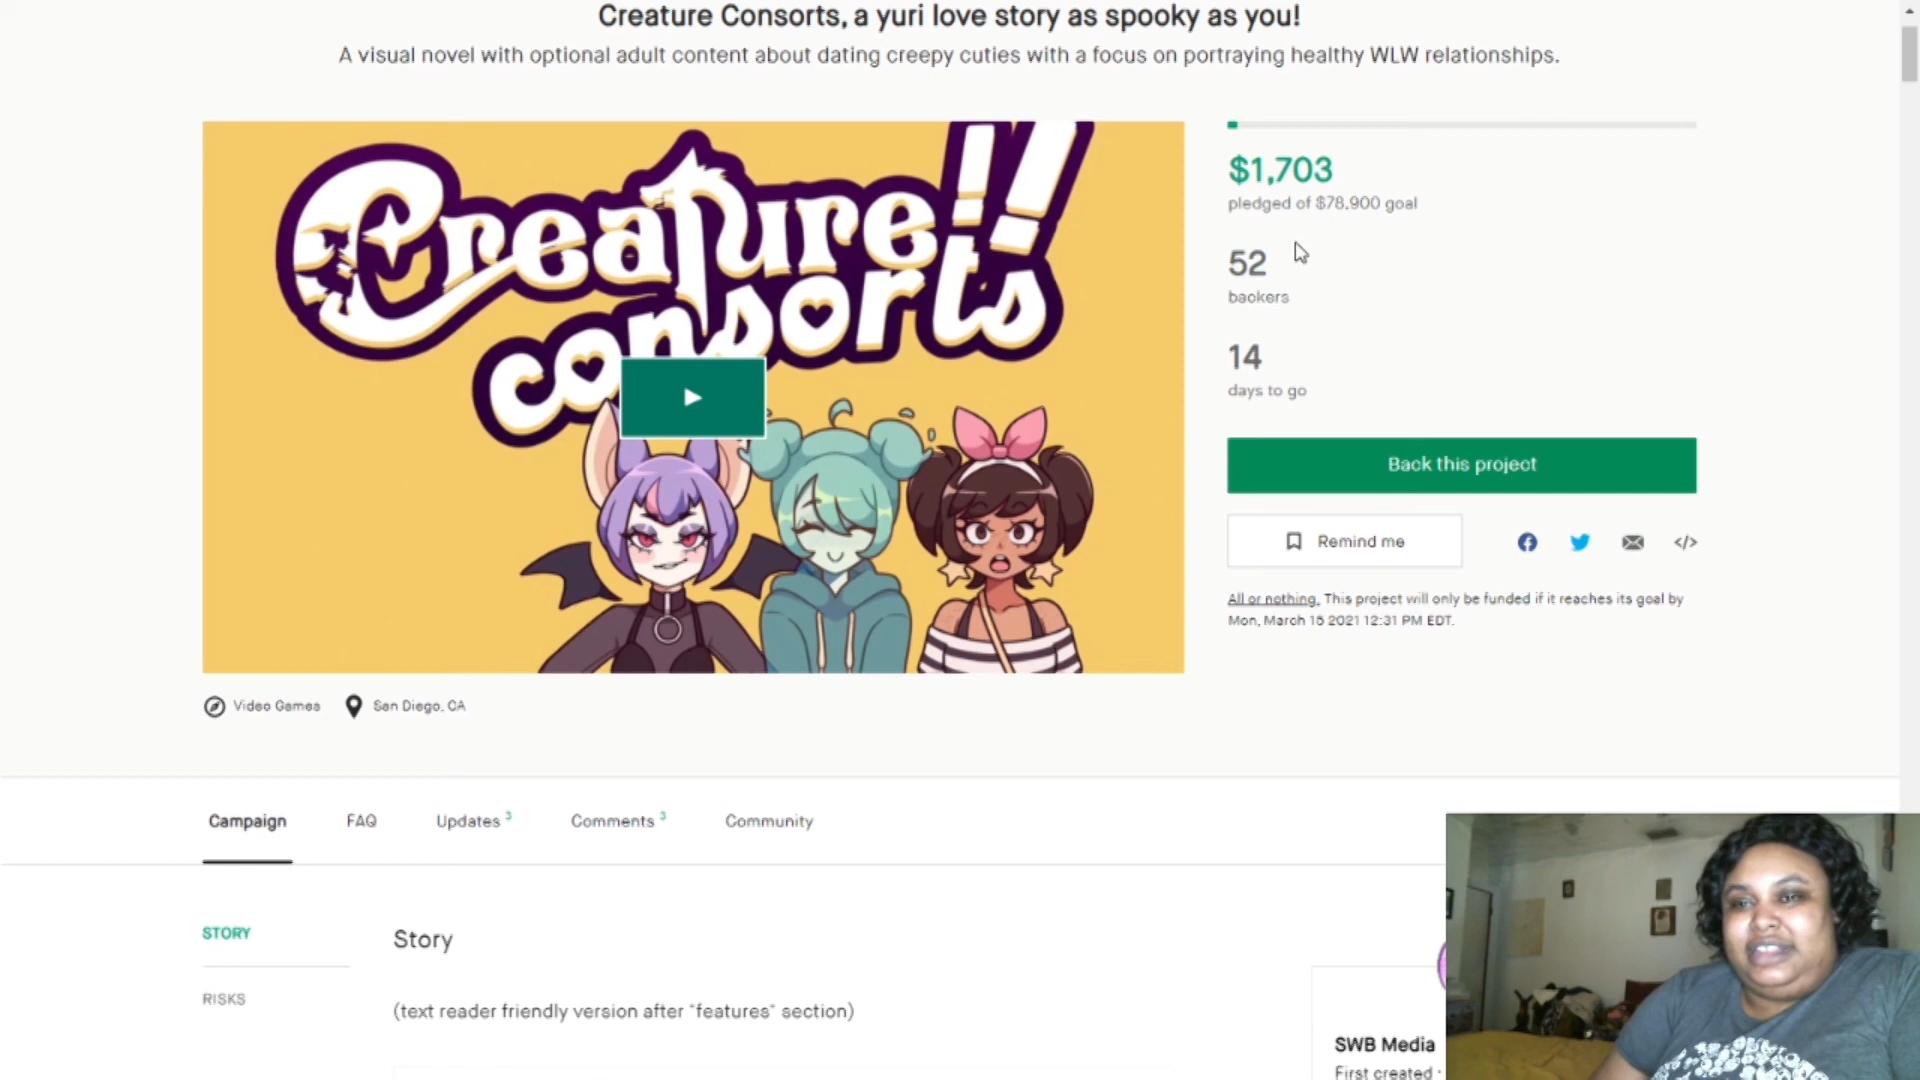 Creature Consorts, a yuri love story as spooky as you!
A visual novel with optional adult content about dating creepy cuties with a focus on portraying healthy WLW relationships.
Creature!!
consorts
$1,703
pledged of $78,900 goal
52
backers
14
days to go
Back this project
Remind me
All or nothing. This project will only be funded if it reaches its goal by
Mon, March 15 2021 12:31 PM EDT.
Video Games
San Diego, CA
Campaign
FAQ
Updates 3
Comments 3
Community
STORY
Story
RISKS
(text reader friendly version after "features" section)
SWB Media
First created ·